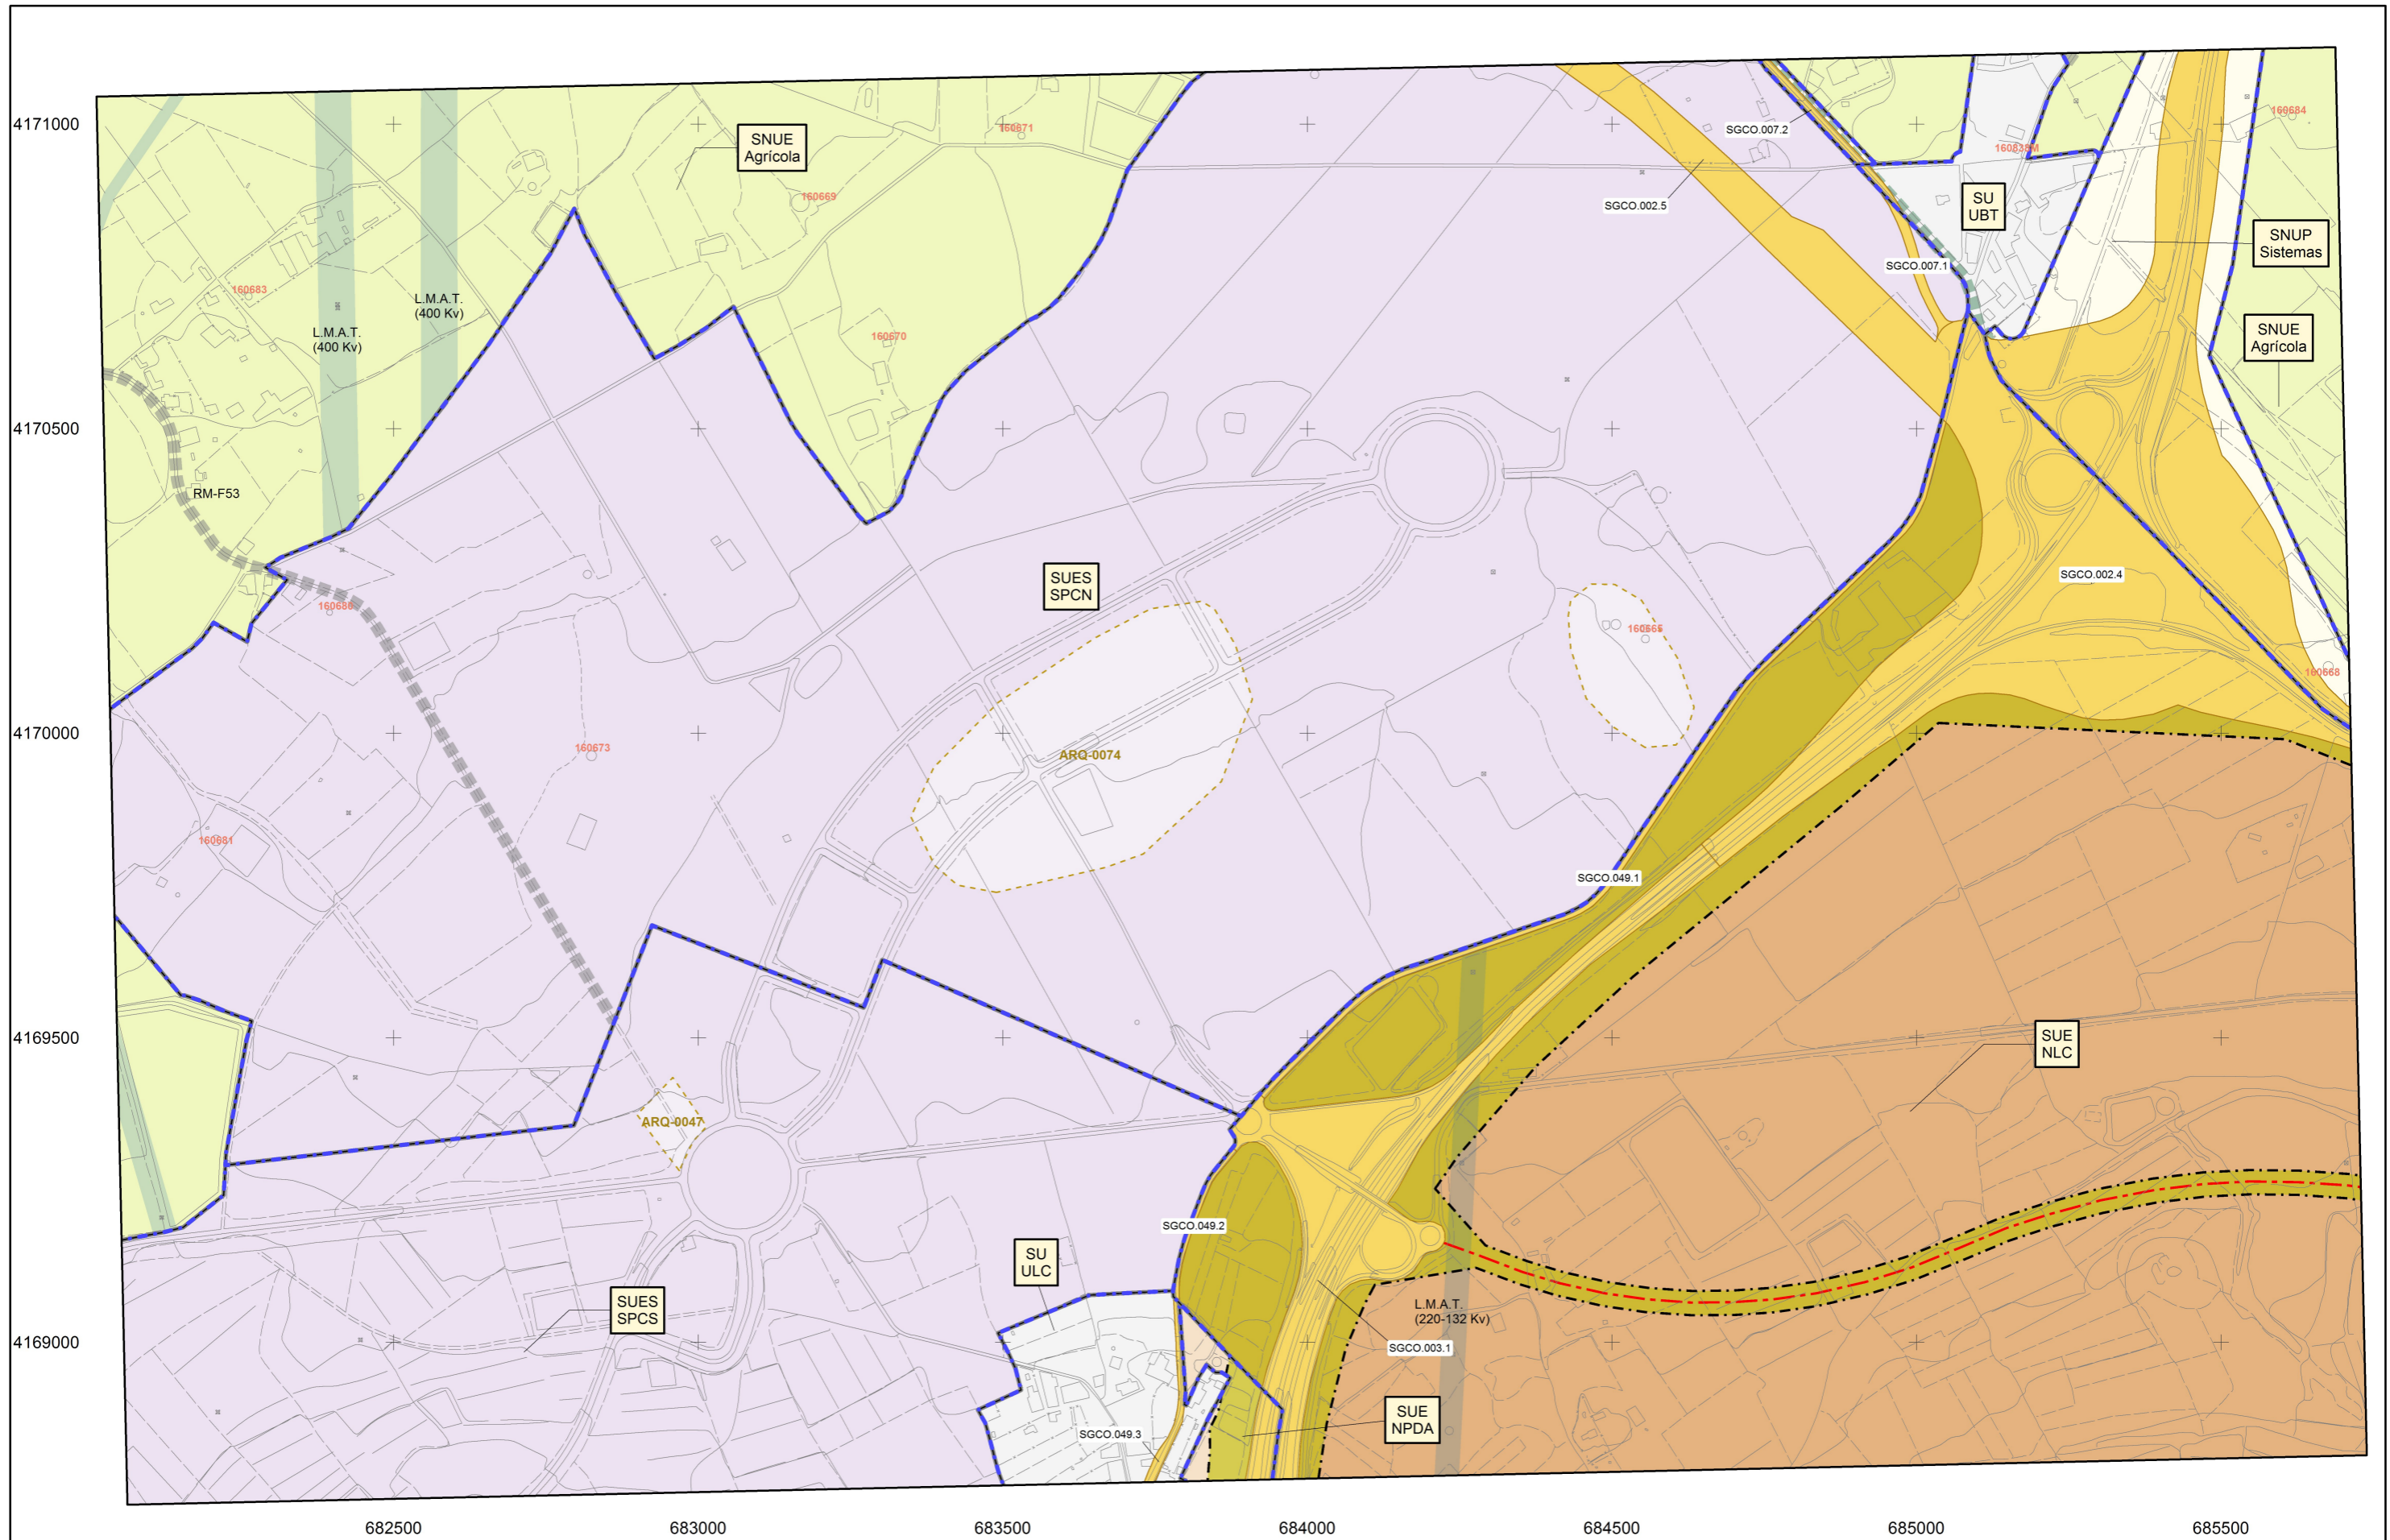 4171000
SNUE
Agrícola
160671
SGCO.007.2
160684
160838M
160669
SGCO.002.5
SU
UBT
SNUP
Sistemas
SGCO.007.1
160683
L.M.A.T.
(400 Kv)
L.M.A.T.
(400 Kv)
160670
SNUE
Agrícola
4170500
RM-F53
SUES
SPCN
SGCO.002.4
160686
160665
160668
4170000
160673
ARQ-0074
160681
SGCO.049.1
4169500
SUE
NLC
ARQ-0047
SGCO.049.2
SU
ULC
SUES
SPCS
L.M.A.T.
(220-132 Kv)
4169000
SGCO.003.1
SUE
NPDA
SGCO.049.3
682500
683000
683500
684000
684500
685000
685500